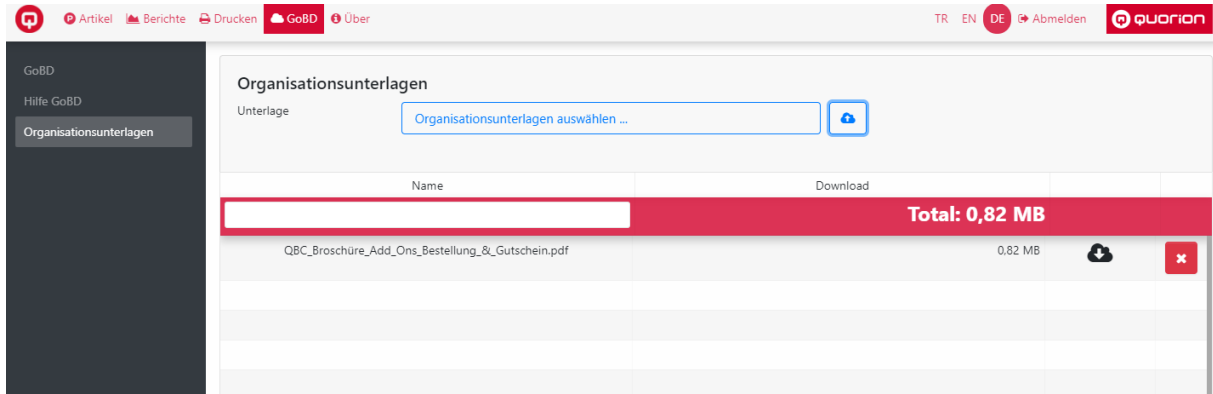 Artikel Berichte Drucken GoBD Über TR EN DE Abmelden QUORION
GoBD
Hilfe GoBD
Organisationsunterlagen
Organisationsunterlagen
Unterlage Organisationsunterlagen auswählen ...
Name Download
Total: 0,82 MB
QBC_Broschüre_Add_Ons_Bestellung_&_Gutschein.pdf 0,82 MB